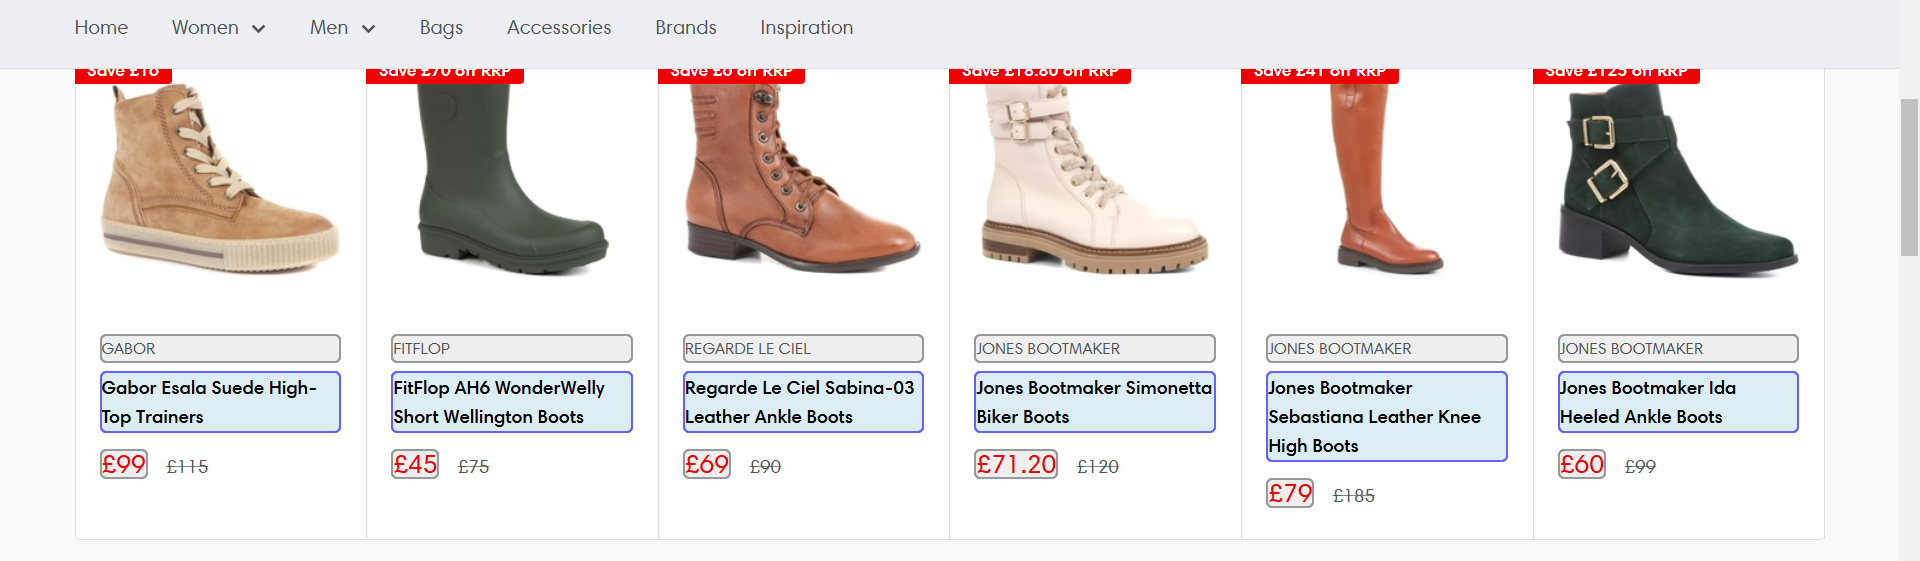 Home Women Men Bags Accessories Brands Inspiration
Save £16
Save £70 off RRP
Save £6 off RRP
Save £18.80 off RRP
Save £41 off RRP
Save £125 off RRP
GABOR
Gabor Esala Suede High-
Top Trainers
£99 £115
FITFLOP
FitFlop AH6 WonderWelly
Short Wellington Boots
£45 £75
REGARDE LE CIEL
Regarde Le Ciel Sabina-03
Leather Ankle Boots
£69 £90
JONES BOOTMAKER
Jones Bootmaker Simonetta
Biker Boots
£71.20 £120
JONES BOOTMAKER
Jones Bootmaker
Sebastiana Leather Knee
High Boots
£79 £185
JONES BOOTMAKER
Jones Bootmaker Ida
Heeled Ankle Boots
£60 £99